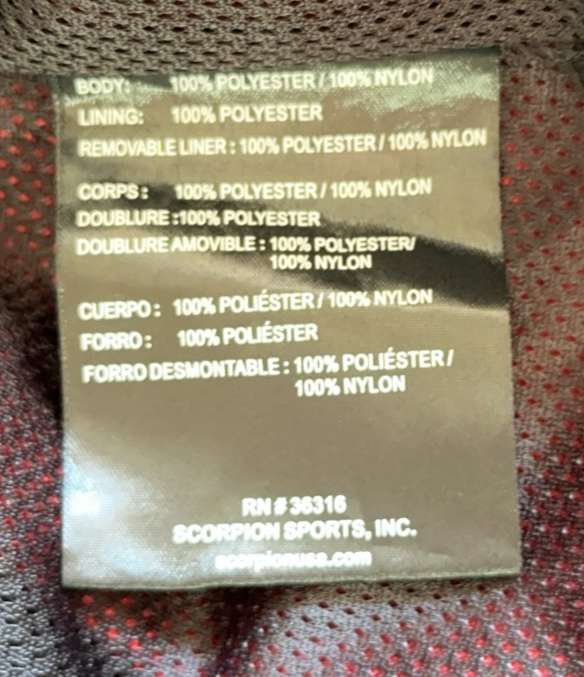 BODY: 100% POLYESTER / 100% NYLON
LINING: 100% POLYESTER
REMOVABLE LINER : 100% POLYESTER / 100% NYLON
CORPS : 100% POLYESTER / 100% NYLON
DOUBLURE :100% POLYESTER
DOUBLURE AMOVIBLE : 100% POLYESTER/
100% NYLON
CUERPO : 100% POLIÉSTER / 100% NYLON
FORRO : 100% POLIÉSTER
FORRO DESMONTABLE : 100% POLIÉSTER /
100% NYLON
RN # 36316
SCORPION SPORTS, INC.
scorpionusa.com